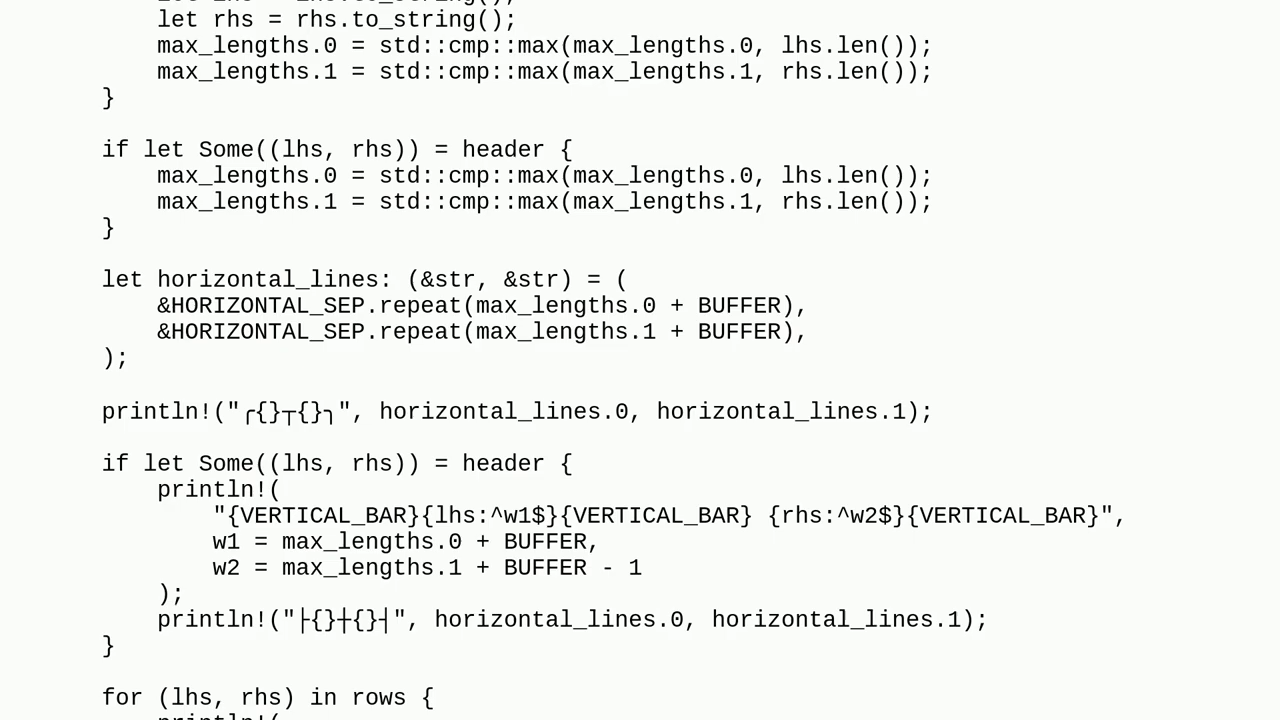 let rhs = rhs.to_string();
max_lengths.0 = std::cmp::max(max_lengths.0, lhs.len());
max_lengths.1 = std::cmp::max(max_lengths.1, rhs.len());
}
if let Some((lhs, rhs)) = header {
max_lengths.0 = std::cmp::max(max_lengths.0, lhs.len());
max_lengths.1 = std::cmp::max(max_lengths.1, rhs.len());
}
let horizontal_lines: (&str, &str) = (
&HORIZONTAL_SEP.repeat(max_lengths.0 + BUFFER),
&HORIZONTAL_SEP.repeat(max_lengths.1 + BUFFER),
);
println!("╭{}┬{}╮", horizontal_lines.0, horizontal_lines.1);
if let Some((lhs, rhs)) = header {
println!(
"{VERTICAL_BAR}{lhs:^w1$}{VERTICAL_BAR} {rhs:^w2$}{VERTICAL_BAR}",
w1 = max_lengths.0 + BUFFER,
w2 = max_lengths.1 + BUFFER - 1
);
println!("├{}┼{}┤", horizontal_lines.0, horizontal_lines.1);
}
for (lhs, rhs) in rows {